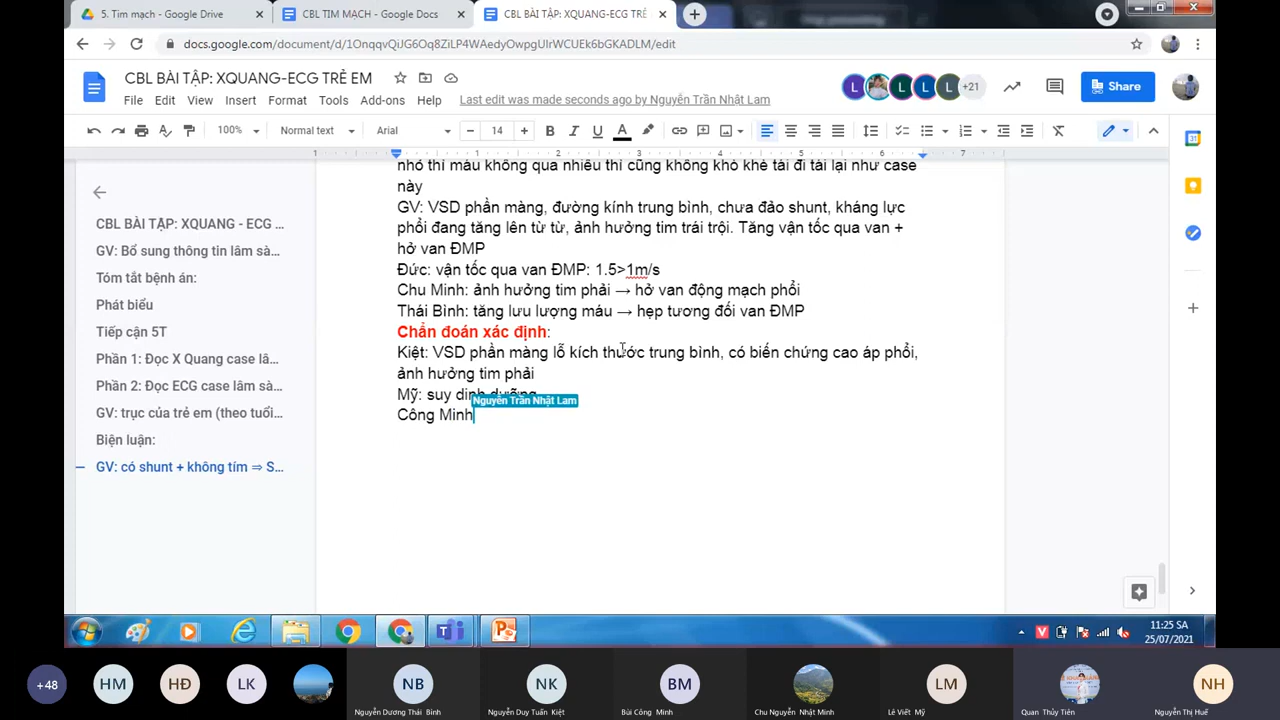 5. Tim mạch - Google Drive
CBL TIM MẠCH - Google Docs
CBL BÀI TẬP: XQUANG-ECG TRẺ
docs.google.com/document/d/1OnqqvQiJG6Oq8ZiLP4WAedyOwpgUIrWCUEk6bGKADLM/edit
CBL BÀI TẬP: XQUANG-ECG TRẺ EM
File Edit View Insert Format Tools Add-ons Help Last edit was made seconds ago by Nguyễn Trần Nhật Lam
L L L L +21
Share
100% Normal text Arial 14
1 1 2 3 4 5 6 7
CBL BÀI TẬP: XQUANG - ECG ...
GV: Bổ sung thông tin lâm sà...
Tóm tắt bệnh án:
Phát biểu
Tiếp cận 5T
Phần 1: Đọc X Quang case lâ...
Phần 2: Đọc ECG case lâm sà...
GV: trục của trẻ em (theo tuổi...
Biện luận:
GV: có shunt + không tím ⇒ S...
nhỏ thì máu không qua nhiều thì cũng không khò khè tái đi tái lại như case
này
GV: VSD phần màng, đường kính trung bình, chưa đảo shunt, kháng lực
phổi đang tăng lên từ từ, ảnh hưởng tim trái trội. Tăng vận tốc qua van +
hở van ĐMP
Đức: vận tốc qua van ĐMP: 1.5>1m/s
Chu Minh: ảnh hưởng tim phải → hở van động mạch phổi
Thái Bình: tăng lưu lượng máu → hẹp tương đối van ĐMP
Chẩn đoán xác định:
Kiệt: VSD phần màng lỗ kích thước trung bình, có biến chứng cao áp phổi,
ảnh hưởng tim phải
Mỹ: suy dinh dưỡng
Nguyễn Trần Nhật Lam
Công Minh
11:25 SA
25/07/2021
+48 HM HĐ LK NB NK BM LM NH
Nguyễn Dương Thái Bình
Nguyễn Duy Tuấn Kiệt
Bùi Công Minh
Chu Nguyễn Nhật Minh
Lê Viết Mỹ
Quan Thủy Tiên
Nguyễn Thị Huế